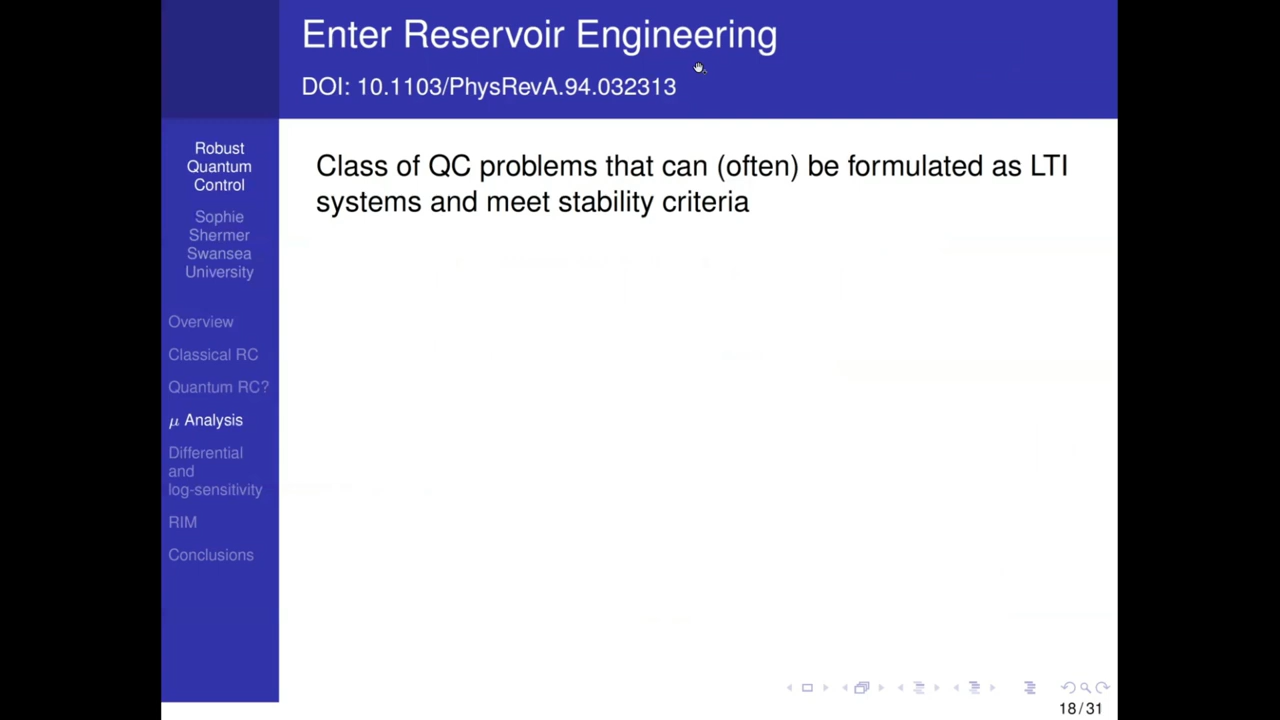 Enter Reservoir Engineering
DOI: 10.1103/PhysRevA.94.032313
Robust
Quantum
Control
Sophie
Shermer
Swansea
University
Overview
Classical RC
Quantum RC?
μ Analysis
Differential
and
log-sensitivity
RIM
Conclusions
Class of QC problems that can (often) be formulated as LTI
systems and meet stability criteria
18/31